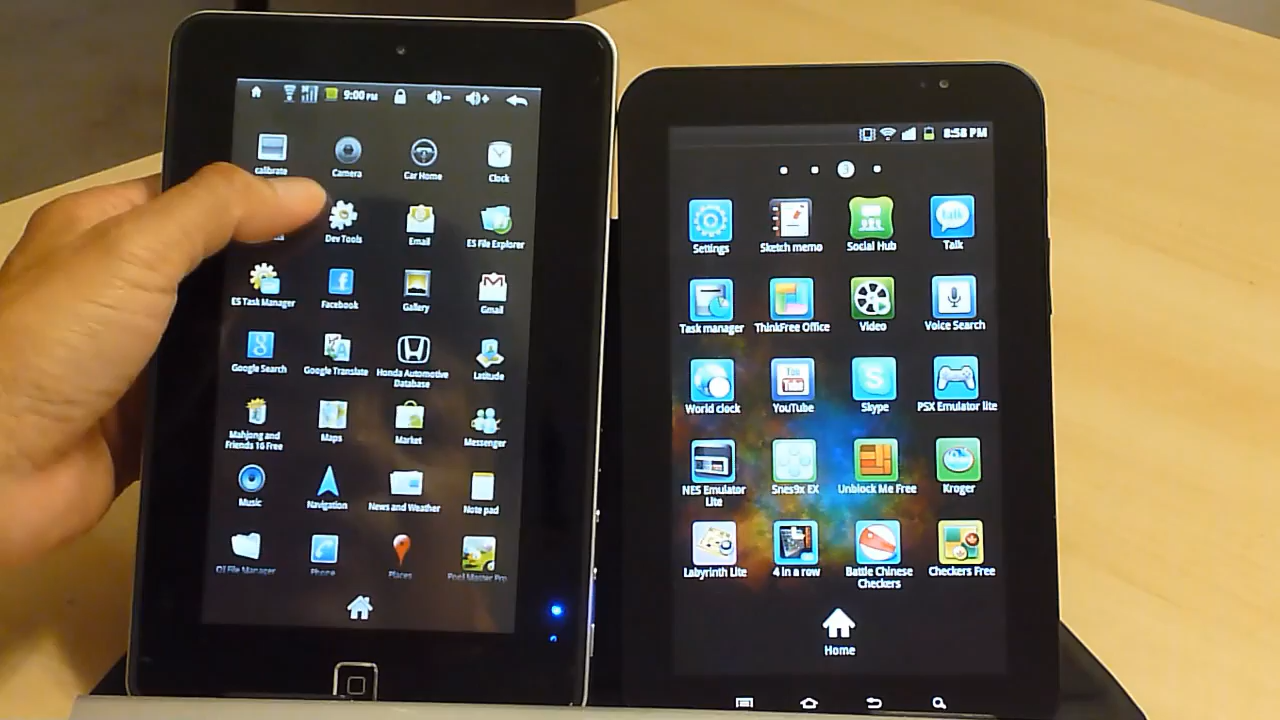 9:00 PM
calibrate
Camera
Car Home
Clock
Dev Tools
Email
ES File Explorer
ES Task Manager
Facebook
Gallery
Gmail
Google Search
Google Translate
Honda Automotive
Database
Latitude
Mahjong and
Friends 16 Free
Maps
Market
Messenger
Music
Navigation
News and Weather
Note pad
OI File Manager
Phone
Places
Pool Master Pro
8:58 PM
3
Settings
Sketch memo
Social Hub
talk
Talk
Task manager
ThinkFree Office
Video
Voice Search
You
Tube
World clock
YouTube
Skype
PSX Emulator lite
NES Emulator
Lite
Snes9x EX
Unblock Me Free
Kroger
Labyrinth Lite
4 in a row
Battle Chinese
Checkers
Checkers Free
Home